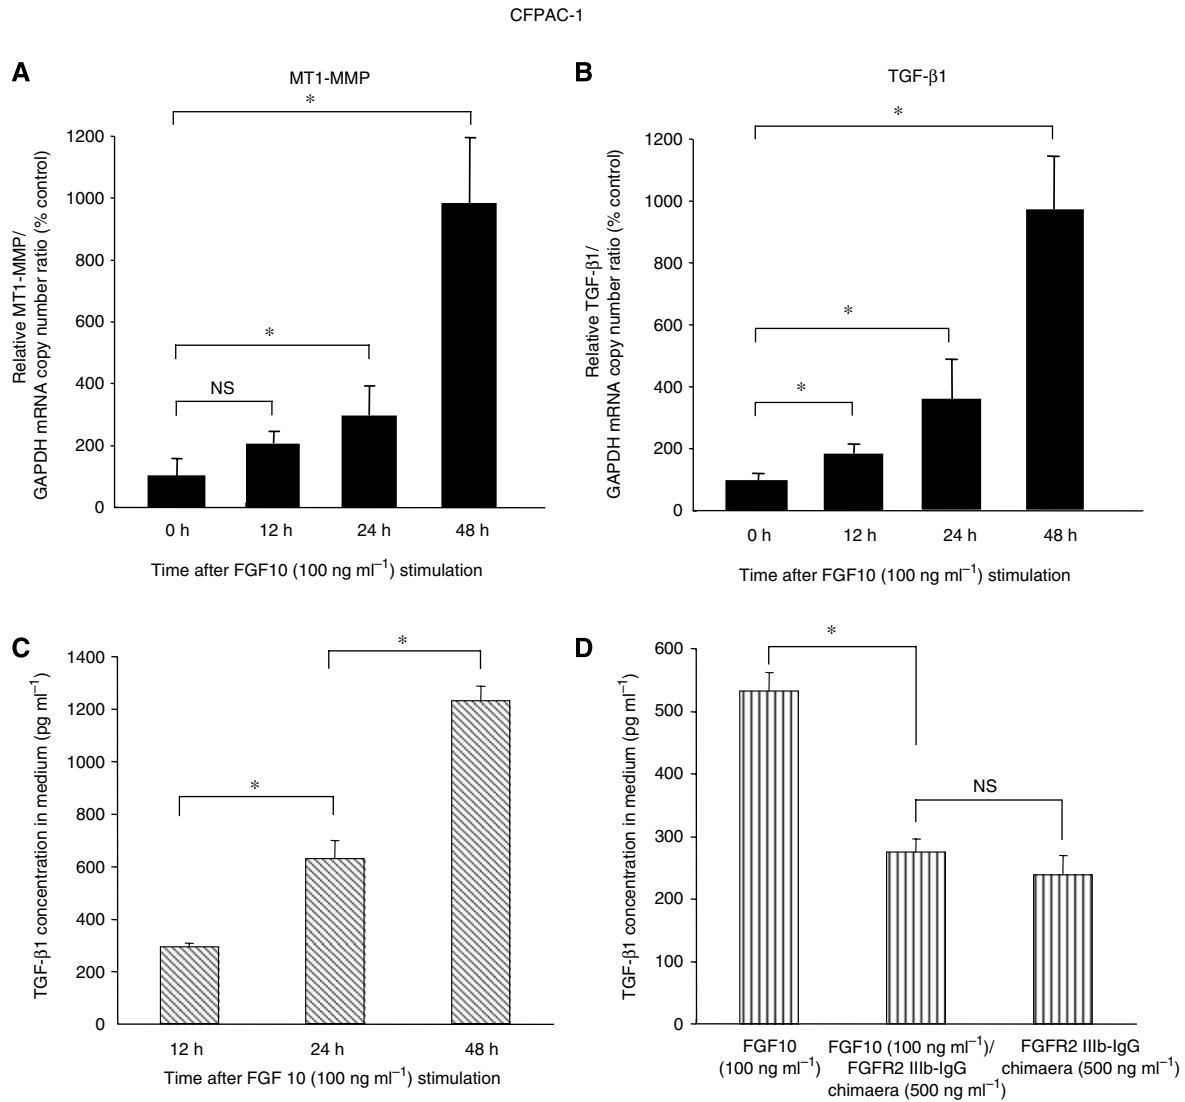 CFPAC-1
A
MT1-MMP
*
Relative MT1-MMP/
GAPDH mRNA copy number ratio (% control)
1200
1000
800
600
400
200
0
*
NS
0 h 12 h 24 h 48 h
Time after FGF10 (100 ng ml⁻¹) stimulation
B
TGF-β1
*
Relative TGF-β1/
GAPDH mRNA copy number ratio (% control)
1200
1000
800
600
400
200
0
*
*
0 h 12 h 24 h 48 h
Time after FGF10 (100 ng ml⁻¹) stimulation
C
*
TGF-β1 concentration in medium (pg ml⁻¹)
1400
1200
1000
800
600
400
200
0
*
12 h 24 h 48 h
Time after FGF 10 (100 ng ml⁻¹) stimulation
D
*
TGF-β1 concentration in medium (pg ml⁻¹)
600
500
400
300
200
100
0
NS
FGF10
(100 ng ml⁻¹)
FGF10 (100 ng ml⁻¹)/
FGFR2 IIIb-IgG
chimaera (500 ng ml⁻¹)
FGFR2 IIIb-IgG
chimaera (500 ng ml⁻¹)